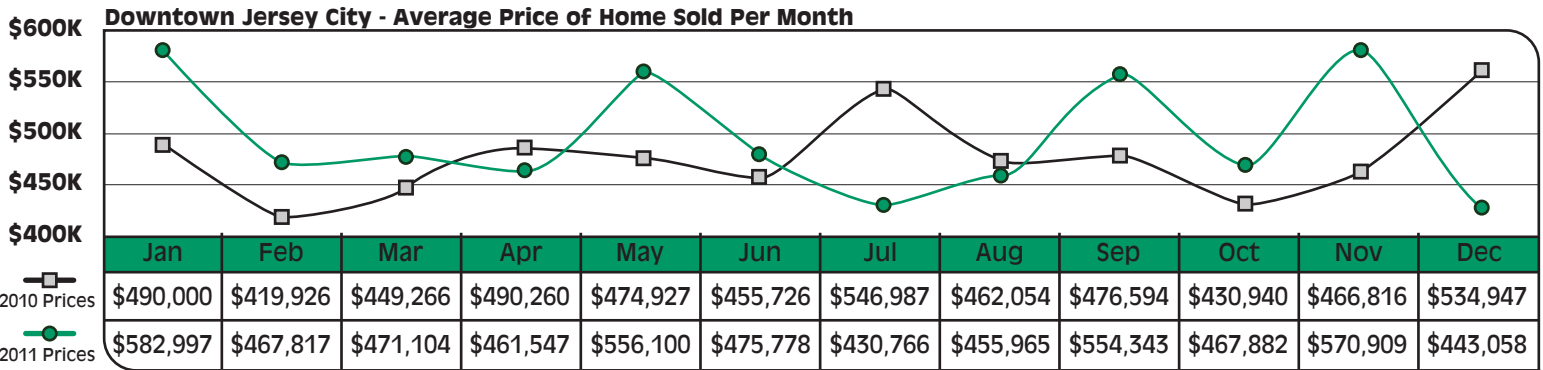 Downtown Jersey City - Average Price of Home Sold Per Month
$600K
$550K
$500K
$450K
$400K
Jan Feb Mar Apr May Jun Jul Aug Sep Oct Nov Dec
2010 Prices $490,000 $419,926 $449,266 $490,260 $474,927 $455,726 $546,987 $462,054 $476,594 $430,940 $466,816 $534,947
2011 Prices $582,997 $467,817 $471,104 $461,547 $556,100 $475,778 $430,766 $455,965 $554,343 $467,882 $570,909 $443,058